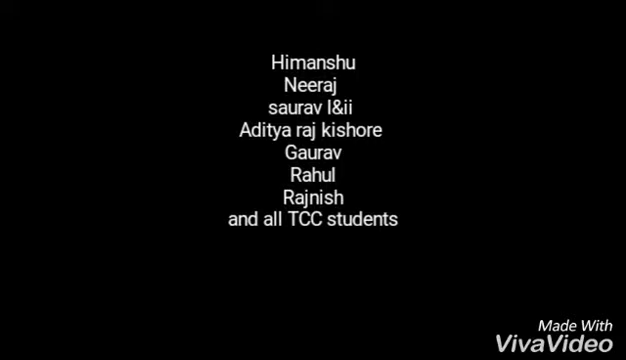 Himanshu
Neeraj
saurav I&ii
Aditya raj kishore
Gaurav
Rahul
Rajnish
and all TCC students
Made With
VivaVideo